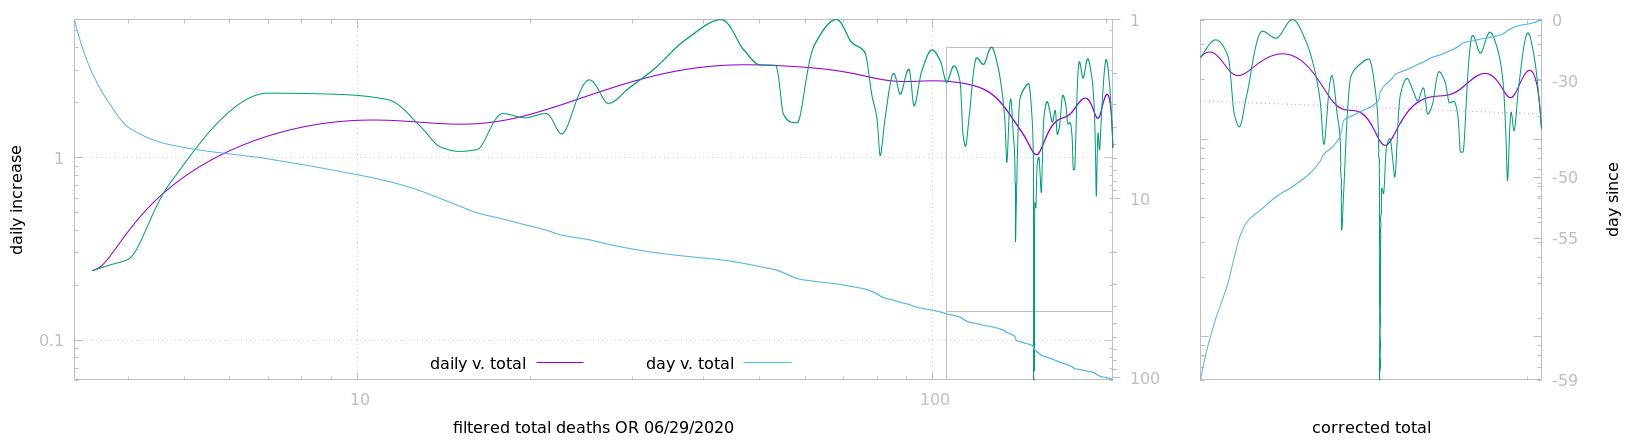 1
0.1
daily increase
10
100
filtered total deaths OR 06/29/2020
daily v. total
day v. total
1
10
100
0
-30
-50
-55
-59
day since
corrected total